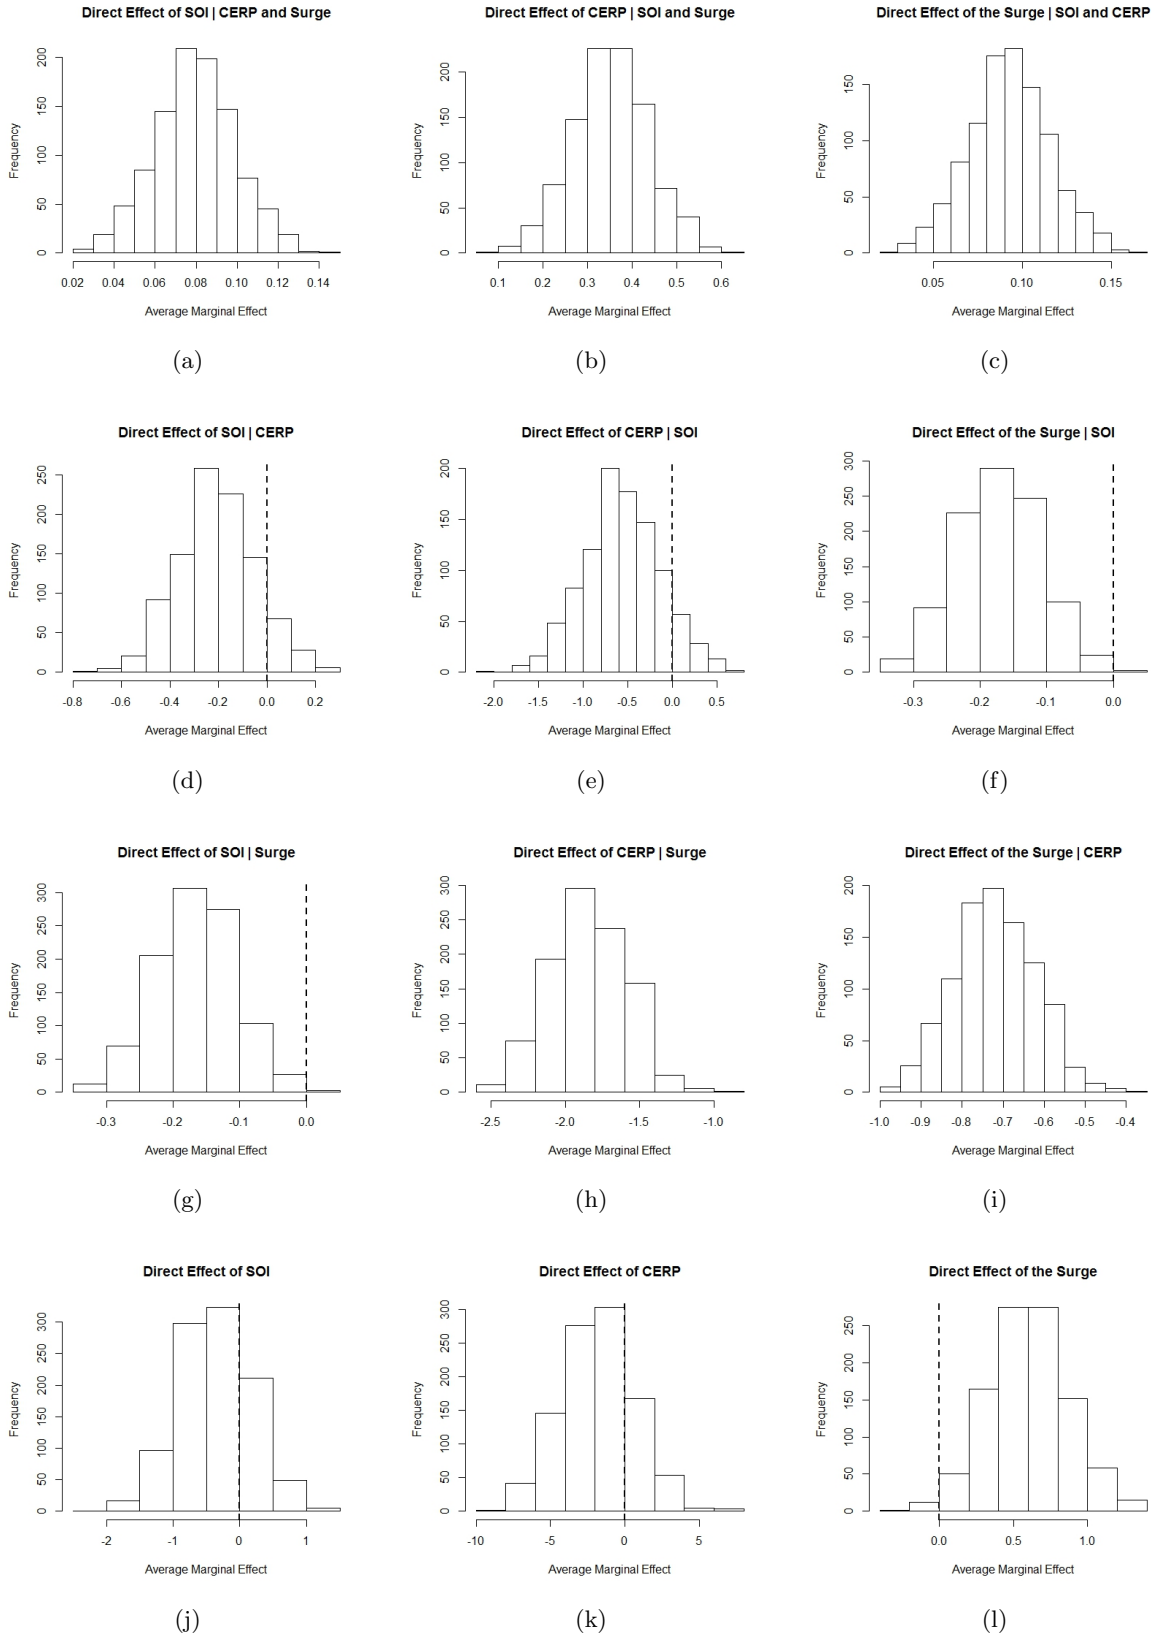 Direct Effect of SOI | CERP and Surge
Frequency
0 50 100 150 200
0.02 0.04 0.06 0.08 0.10 0.12 0.14
Average Marginal Effect
(a)
Direct Effect of CERP | SOI and Surge
Frequency
0 50 100 150 200
0.1 0.2 0.3 0.4 0.5 0.6
Average Marginal Effect
(b)
Direct Effect of the Surge | SOI and CERP
Frequency
0 50 100 150
0.05 0.10 0.15
Average Marginal Effect
(c)
Direct Effect of SOI | CERP
Frequency
0 50 100 150 200 250
-0.8 -0.6 -0.4 -0.2 0.0 0.2
Average Marginal Effect
(d)
Direct Effect of CERP | SOI
Frequency
0 50 100 150 200
-2.0 -1.5 -1.0 -0.5 0.0 0.5
Average Marginal Effect
(e)
Direct Effect of the Surge | SOI
Frequency
0 50 100 150 200 250 300
-0.3 -0.2 -0.1 0.0
Average Marginal Effect
(f)
Direct Effect of SOI | Surge
Frequency
0 50 100 150 200 250 300
-0.3 -0.2 -0.1 0.0
Average Marginal Effect
(g)
Direct Effect of CERP | Surge
Frequency
0 50 100 150 200 250 300
-2.5 -2.0 -1.5 -1.0
Average Marginal Effect
(h)
Direct Effect of the Surge | CERP
Frequency
0 50 100 150 200
-1.0 -0.9 -0.8 -0.7 -0.6 -0.5 -0.4
Average Marginal Effect
(i)
Direct Effect of SOI
Frequency
0 50 100 150 200 250 300
-2 -1 0 1
Average Marginal Effect
(j)
Direct Effect of CERP
Frequency
0 50 100 150 200 250 300
-10 -5 0 5
Average Marginal Effect
(k)
Direct Effect of the Surge
Frequency
0 50 100 150 200 250
0.0 0.5 1.0
Average Marginal Effect
(l)